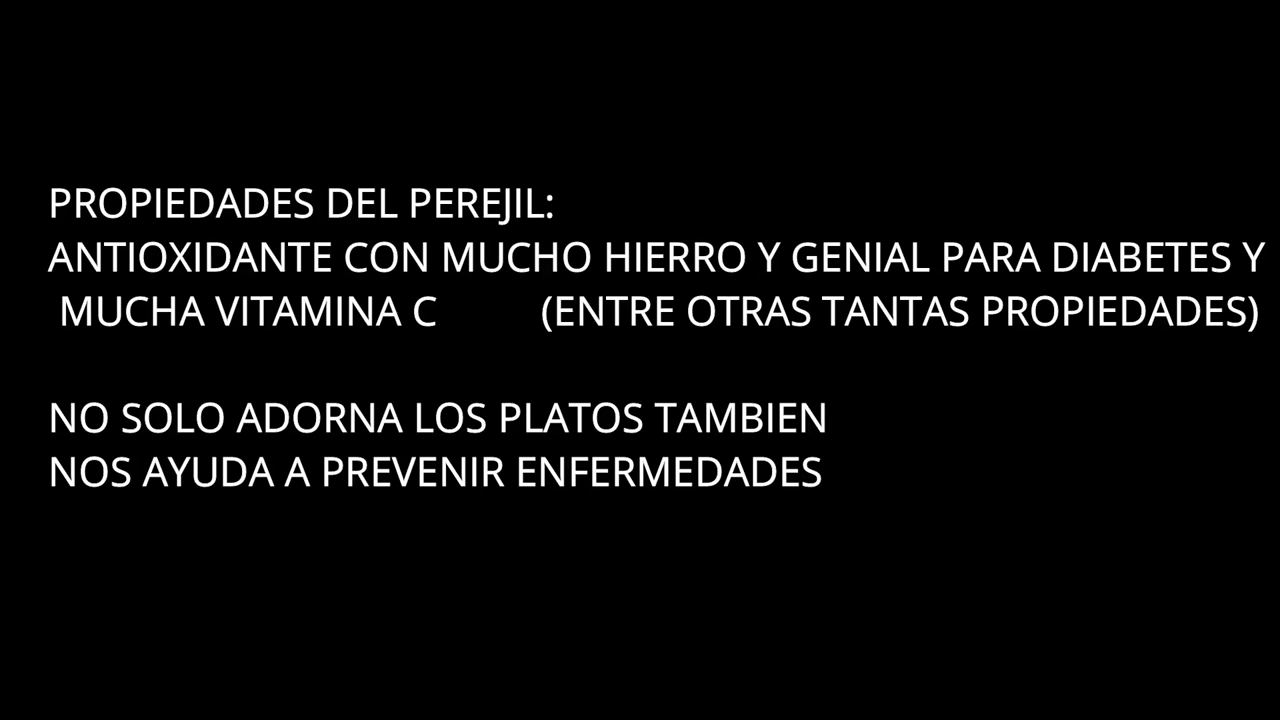 PROPIEDADES DEL PEREJIL:
ANTIOXIDANTE CON MUCHO HIERRO Y GENIAL PARA DIABETES Y
MUCHA VITAMINA C (ENTRE OTRAS TANTAS PROPIEDADES)
NO SOLO ADORNA LOS PLATOS TAMBIEN
NOS AYUDA A PREVENIR ENFERMEDADES